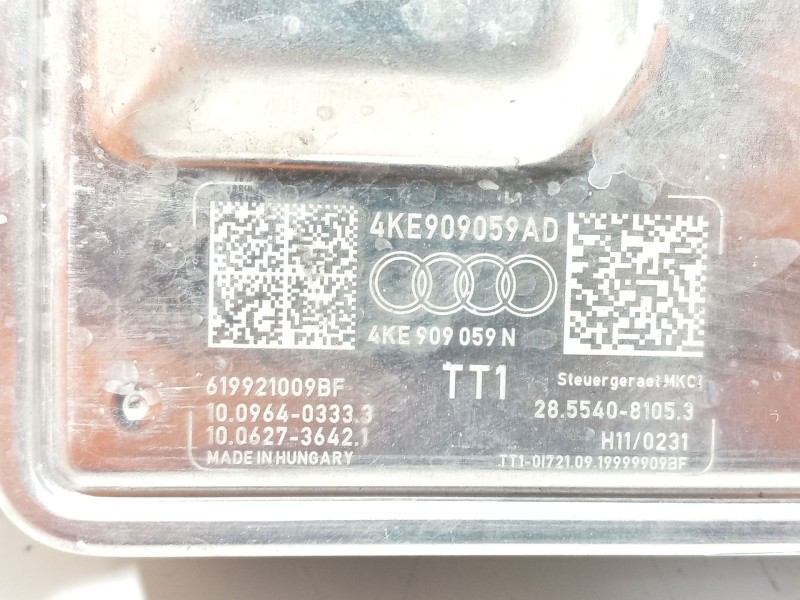 4KE909059AD
4KE 909 059 N
619921009BF
TT1
Steuergeraet MKC1
10.0964-0333.3
28.5540-8105.3
10.0627-3642.1
H11/0231
MADE IN HUNGARY
TT1-01721.09.19999909BF